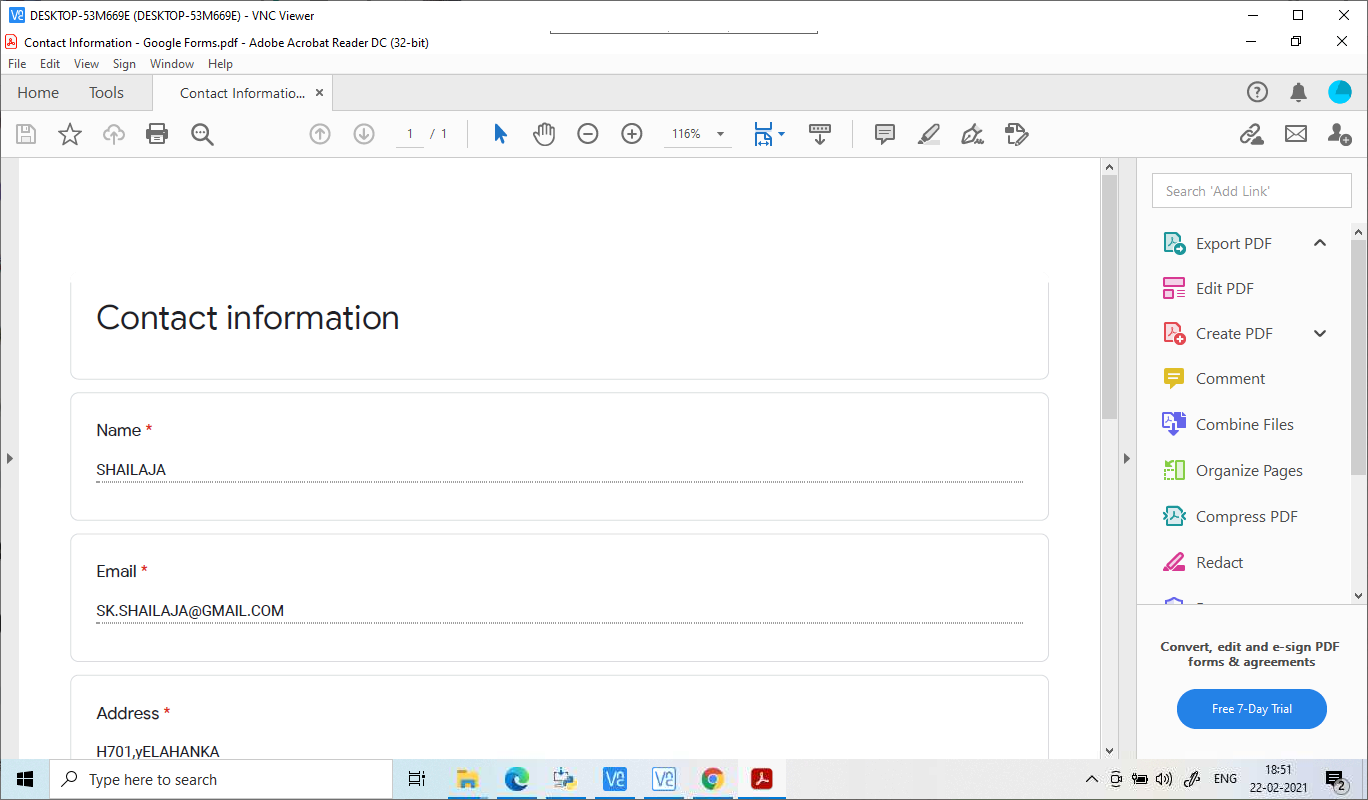 DESKTOP-53M669E (DESKTOP-53M669E) - VNC Viewer
Contact Information - Google Forms.pdf - Adobe Acrobat Reader DC (32-bit)
File Edit View Sign Window Help
Home Tools Contact Informatio... ×
1 / 1 116%
Search 'Add Link'
Export PDF
Edit PDF
Create PDF
Comment
Combine Files
Organize Pages
Compress PDF
Redact
Convert, edit and e-sign PDF
forms & agreements
Free 7-Day Trial
Contact information
Name *
SHAILAJA
Email *
SK.SHAILAJA@GMAIL.COM
Address *
H701,yELAHANKA
Type here to search
ENG
18:51
22-02-2021
2